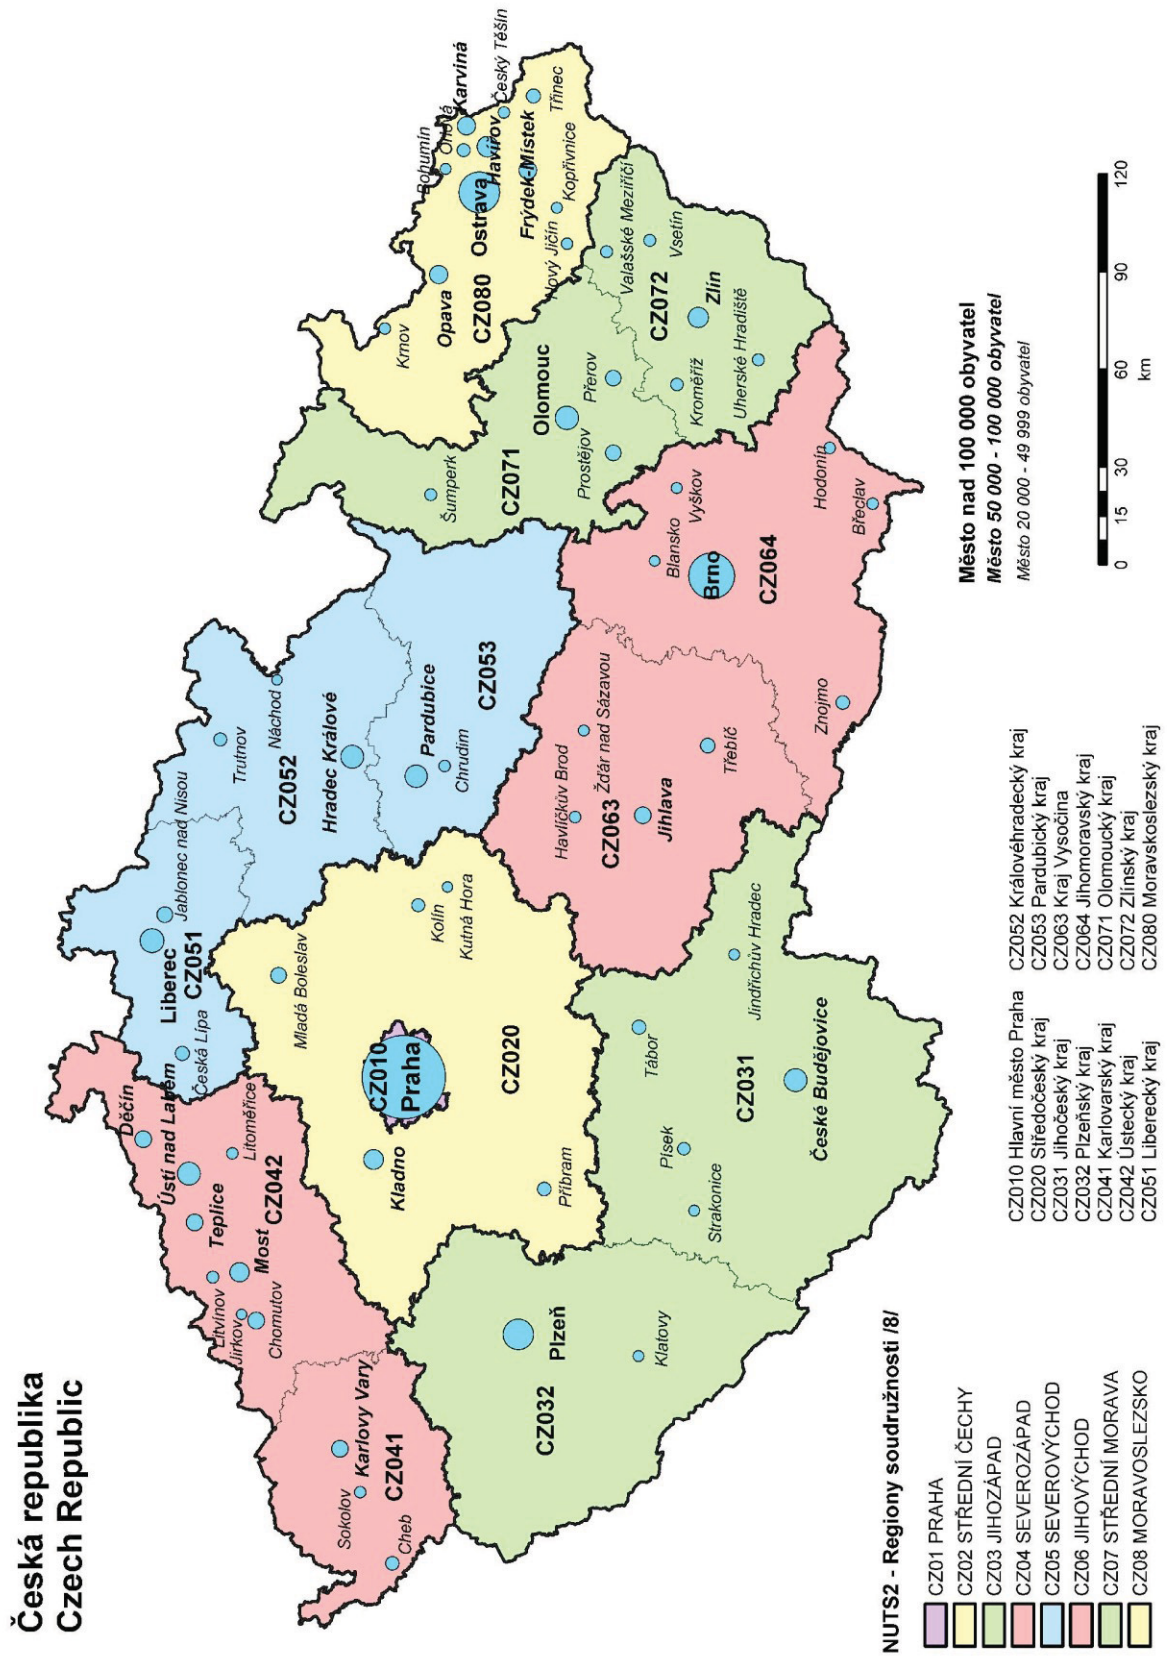 Česká republika
Czech Republic
Děčín
Ústí nad Labem
Teplice
Litvínov
Jirkov
Most
Chomutov
Litoměřice
CZ042
Sokolov
Karlovy Vary
CZ041
Cheb
Liberec
Jablonec nad Nisou
CZ051
Česká Lípa
Trutnov
Náchod
CZ052
Hradec Králové
Pardubice
Chrudim
CZ053
Mladá Boleslav
CZ010
Praha
Kladno
Kolín
Kutná Hora
CZ020
Příbram
Plzeň
CZ032
Klatovy
Tábor
Písek
Strakonice
Jindřichův Hradec
CZ031
České Budějovice
Havlíčkův Brod
Žďár nad Sázavou
CZ063
Jihlava
Třebíč
Blansko
Vyškov
Brno
CZ064
Znojmo
Hodonín
Břeclav
Šumperk
CZ071
Olomouc
Prostějov
Přerov
Krnov
Opava
CZ080
Bohumín
Orlová
Karviná
Ostrava
Havířov
Český Těšín
Frýdek-Místek
Třinec
Kopřivnice
Nový Jičín
Valašské Meziříčí
Vsetín
CZ072
Zlín
Kroměříž
Uherské Hradiště
NUTS2 - Regiony soudružnosti /8/
CZ01 PRAHA
CZ02 STŘEDNÍ ČECHY
CZ03 JIHOZÁPAD
CZ04 SEVEROZÁPAD
CZ05 SEVEROVÝCHOD
CZ06 JIHOVÝCHOD
CZ07 STŘEDNÍ MORAVA
CZ08 MORAVOSLEZSKO
CZ010 Hlavní město Praha
CZ020 Středočeský kraj
CZ031 Jihočeský kraj
CZ032 Plzeňský kraj
CZ041 Karlovarský kraj
CZ042 Ústecký kraj
CZ051 Liberecký kraj
CZ052 Královéhradecký kraj
CZ053 Pardubický kraj
CZ063 Kraj Vysočina
CZ064 Jihomoravský kraj
CZ071 Olomoucký kraj
CZ072 Zlínský kraj
CZ080 Moravskoslezský kraj
Město nad 100 000 obyvatel
Město 50 000 - 100 000 obyvatel
Město 20 000 - 49 999 obyvatel
0 15 30 60 90 120
km